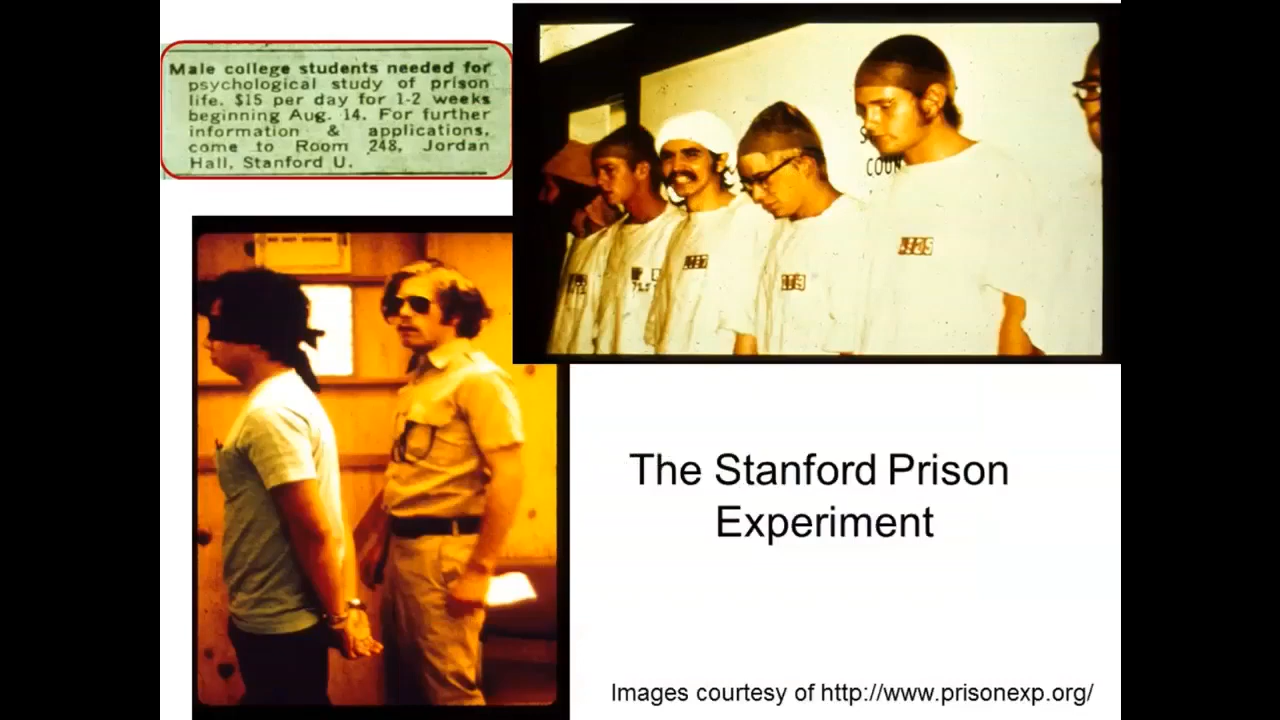 Male college students needed for
psychological study of prison
life. $15 per day for 1-2 weeks
beginning Aug. 14. For further
information & applications,
come to Room 248, Jordan
Hall, Stanford U.
COUN
The Stanford Prison
Experiment
Images courtesy of http://www.prisonexp.org/